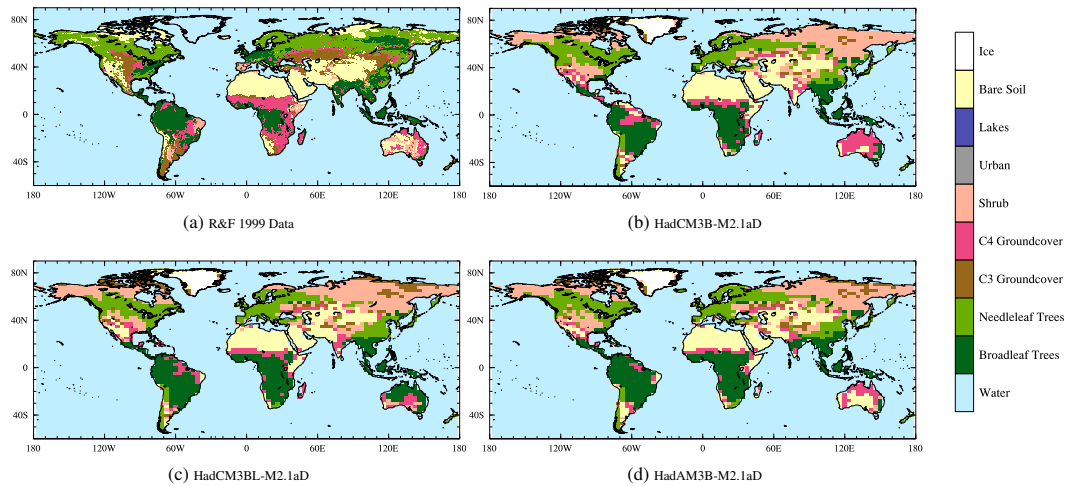 80N
40N
0
40S
180
120W
60W
0
60E
120E
180
(a) R&F 1999 Data
80N
40N
0
40S
180
120W
60W
0
60E
120E
180
(b) HadCM3B-M2.1aD
Ice
Bare Soil
Lakes
Urban
Shrub
C4 Groundcover
C3 Groundcover
Needleleaf Trees
Broadleaf Trees
Water
80N
40N
0
40S
180
120W
60W
0
60E
120E
180
(c) HadCM3BL-M2.1aD
80N
40N
0
40S
180
120W
60W
0
60E
120E
180
(d) HadAM3B-M2.1aD